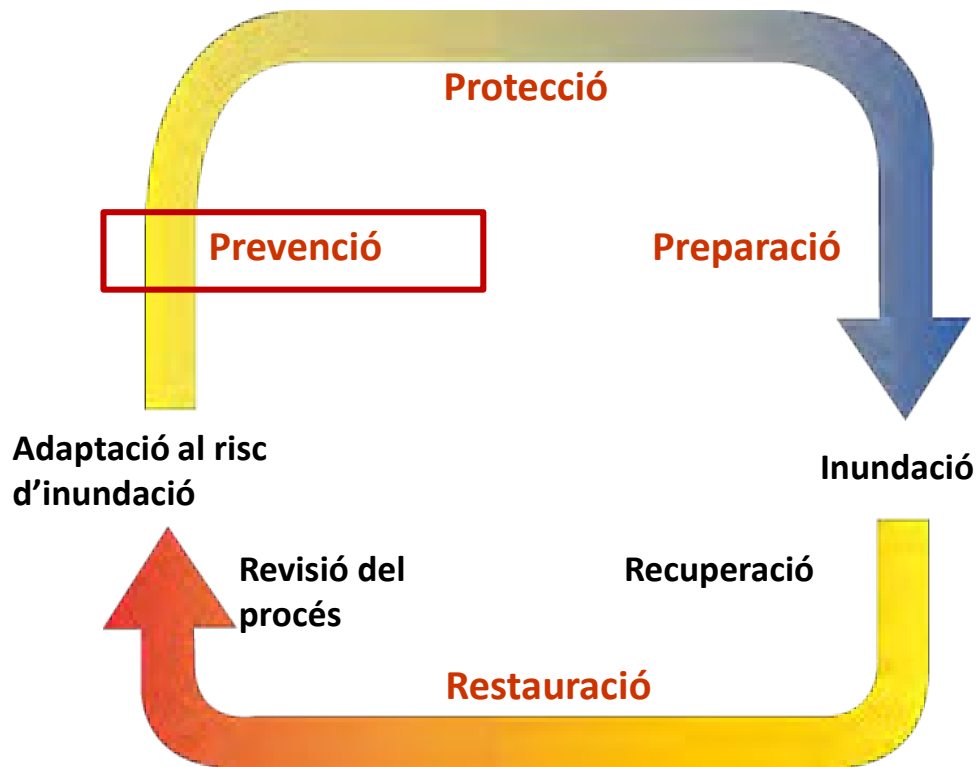 Protecció
Prevenció
Preparació
Adaptació al risc
d’inundació
Inundació
Revisió del
procés
Recuperació
Restauració